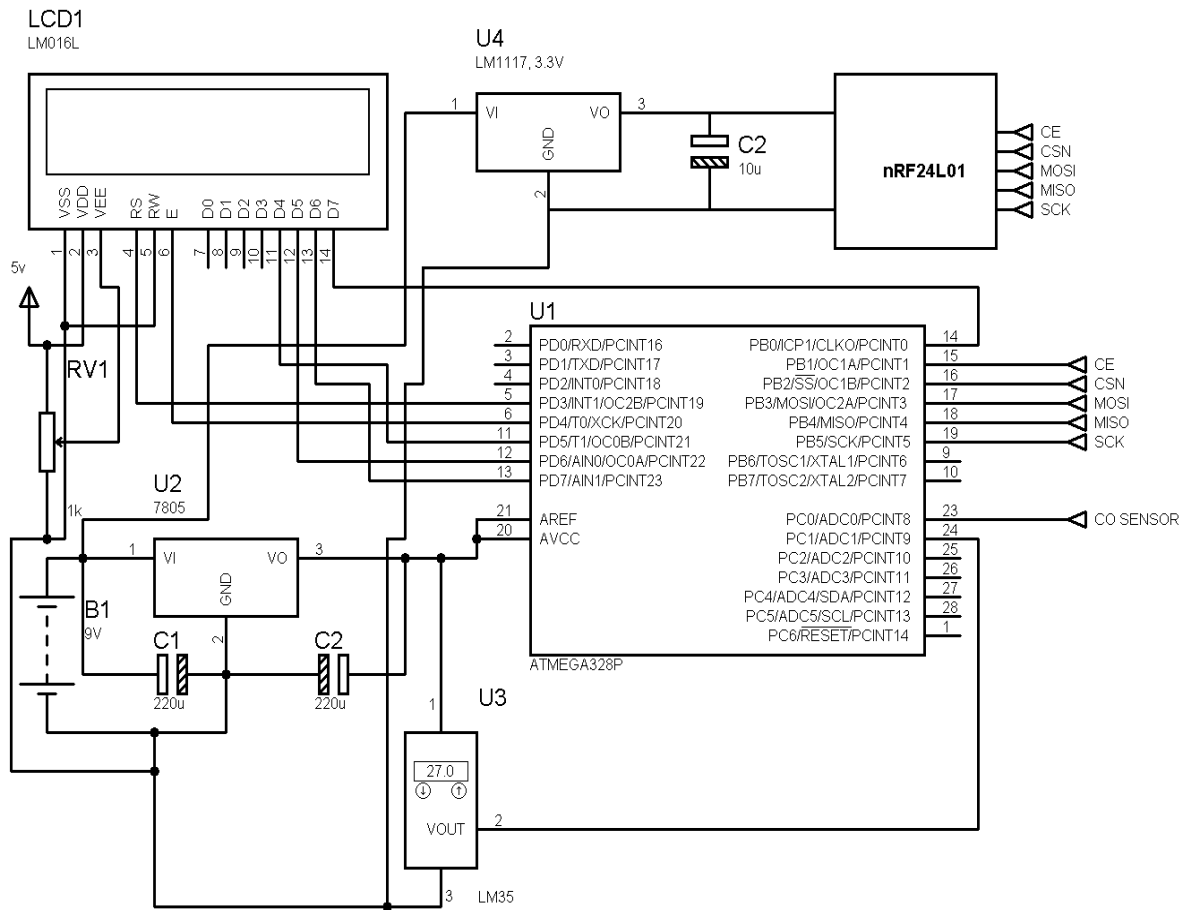 LCD1
LM016L
VSS
VDD
VEE
RS
RW
E
D0
D1
D2
D3
D4
D5
D6
D7
1
2
3
4
5
6
7
8
9
10
11
12
13
14
U4
LM1117, 3.3V
1
VI
VO
3
GND
2
C2
10u
nRF24L01
CE
CSN
MOSI
MISO
SCK
5v
RV1
1k
U1
2 PD0/RXD/PCINT16
3 PD1/TXD/PCINT17
4 PD2/INT0/PCINT18
5 PD3/INT1/OC2B/PCINT19
6 PD4/T0/XCK/PCINT20
11 PD5/T1/OC0B/PCINT21
12 PD6/AIN0/OC0A/PCINT22
13 PD7/AIN1/PCINT23
21 AREF
20 AVCC
PB0/ICP1/CLKO/PCINT0 14
PB1/OC1A/PCINT1 15 CE
PB2/SS/OC1B/PCINT2 16 CSN
PB3/MOSI/OC2A/PCINT3 17 MOSI
PB4/MISO/PCINT4 18 MISO
PB5/SCK/PCINT5 19 SCK
PB6/TOSC1/XTAL1/PCINT6 9
PB7/TOSC2/XTAL2/PCINT7 10
PC0/ADC0/PCINT8 23 CO SENSOR
PC1/ADC1/PCINT9 24
PC2/ADC2/PCINT10 25
PC3/ADC3/PCINT11 26
PC4/ADC4/SDA/PCINT12 27
PC5/ADC5/SCL/PCINT13 28
PC6/RESET/PCINT14 1
ATMEGA328P
U2
7805
1
VI
VO
3
GND
2
B1
9V
C1
220u
C2
220u
U3
1
27.0
VOUT
2
3
LM35